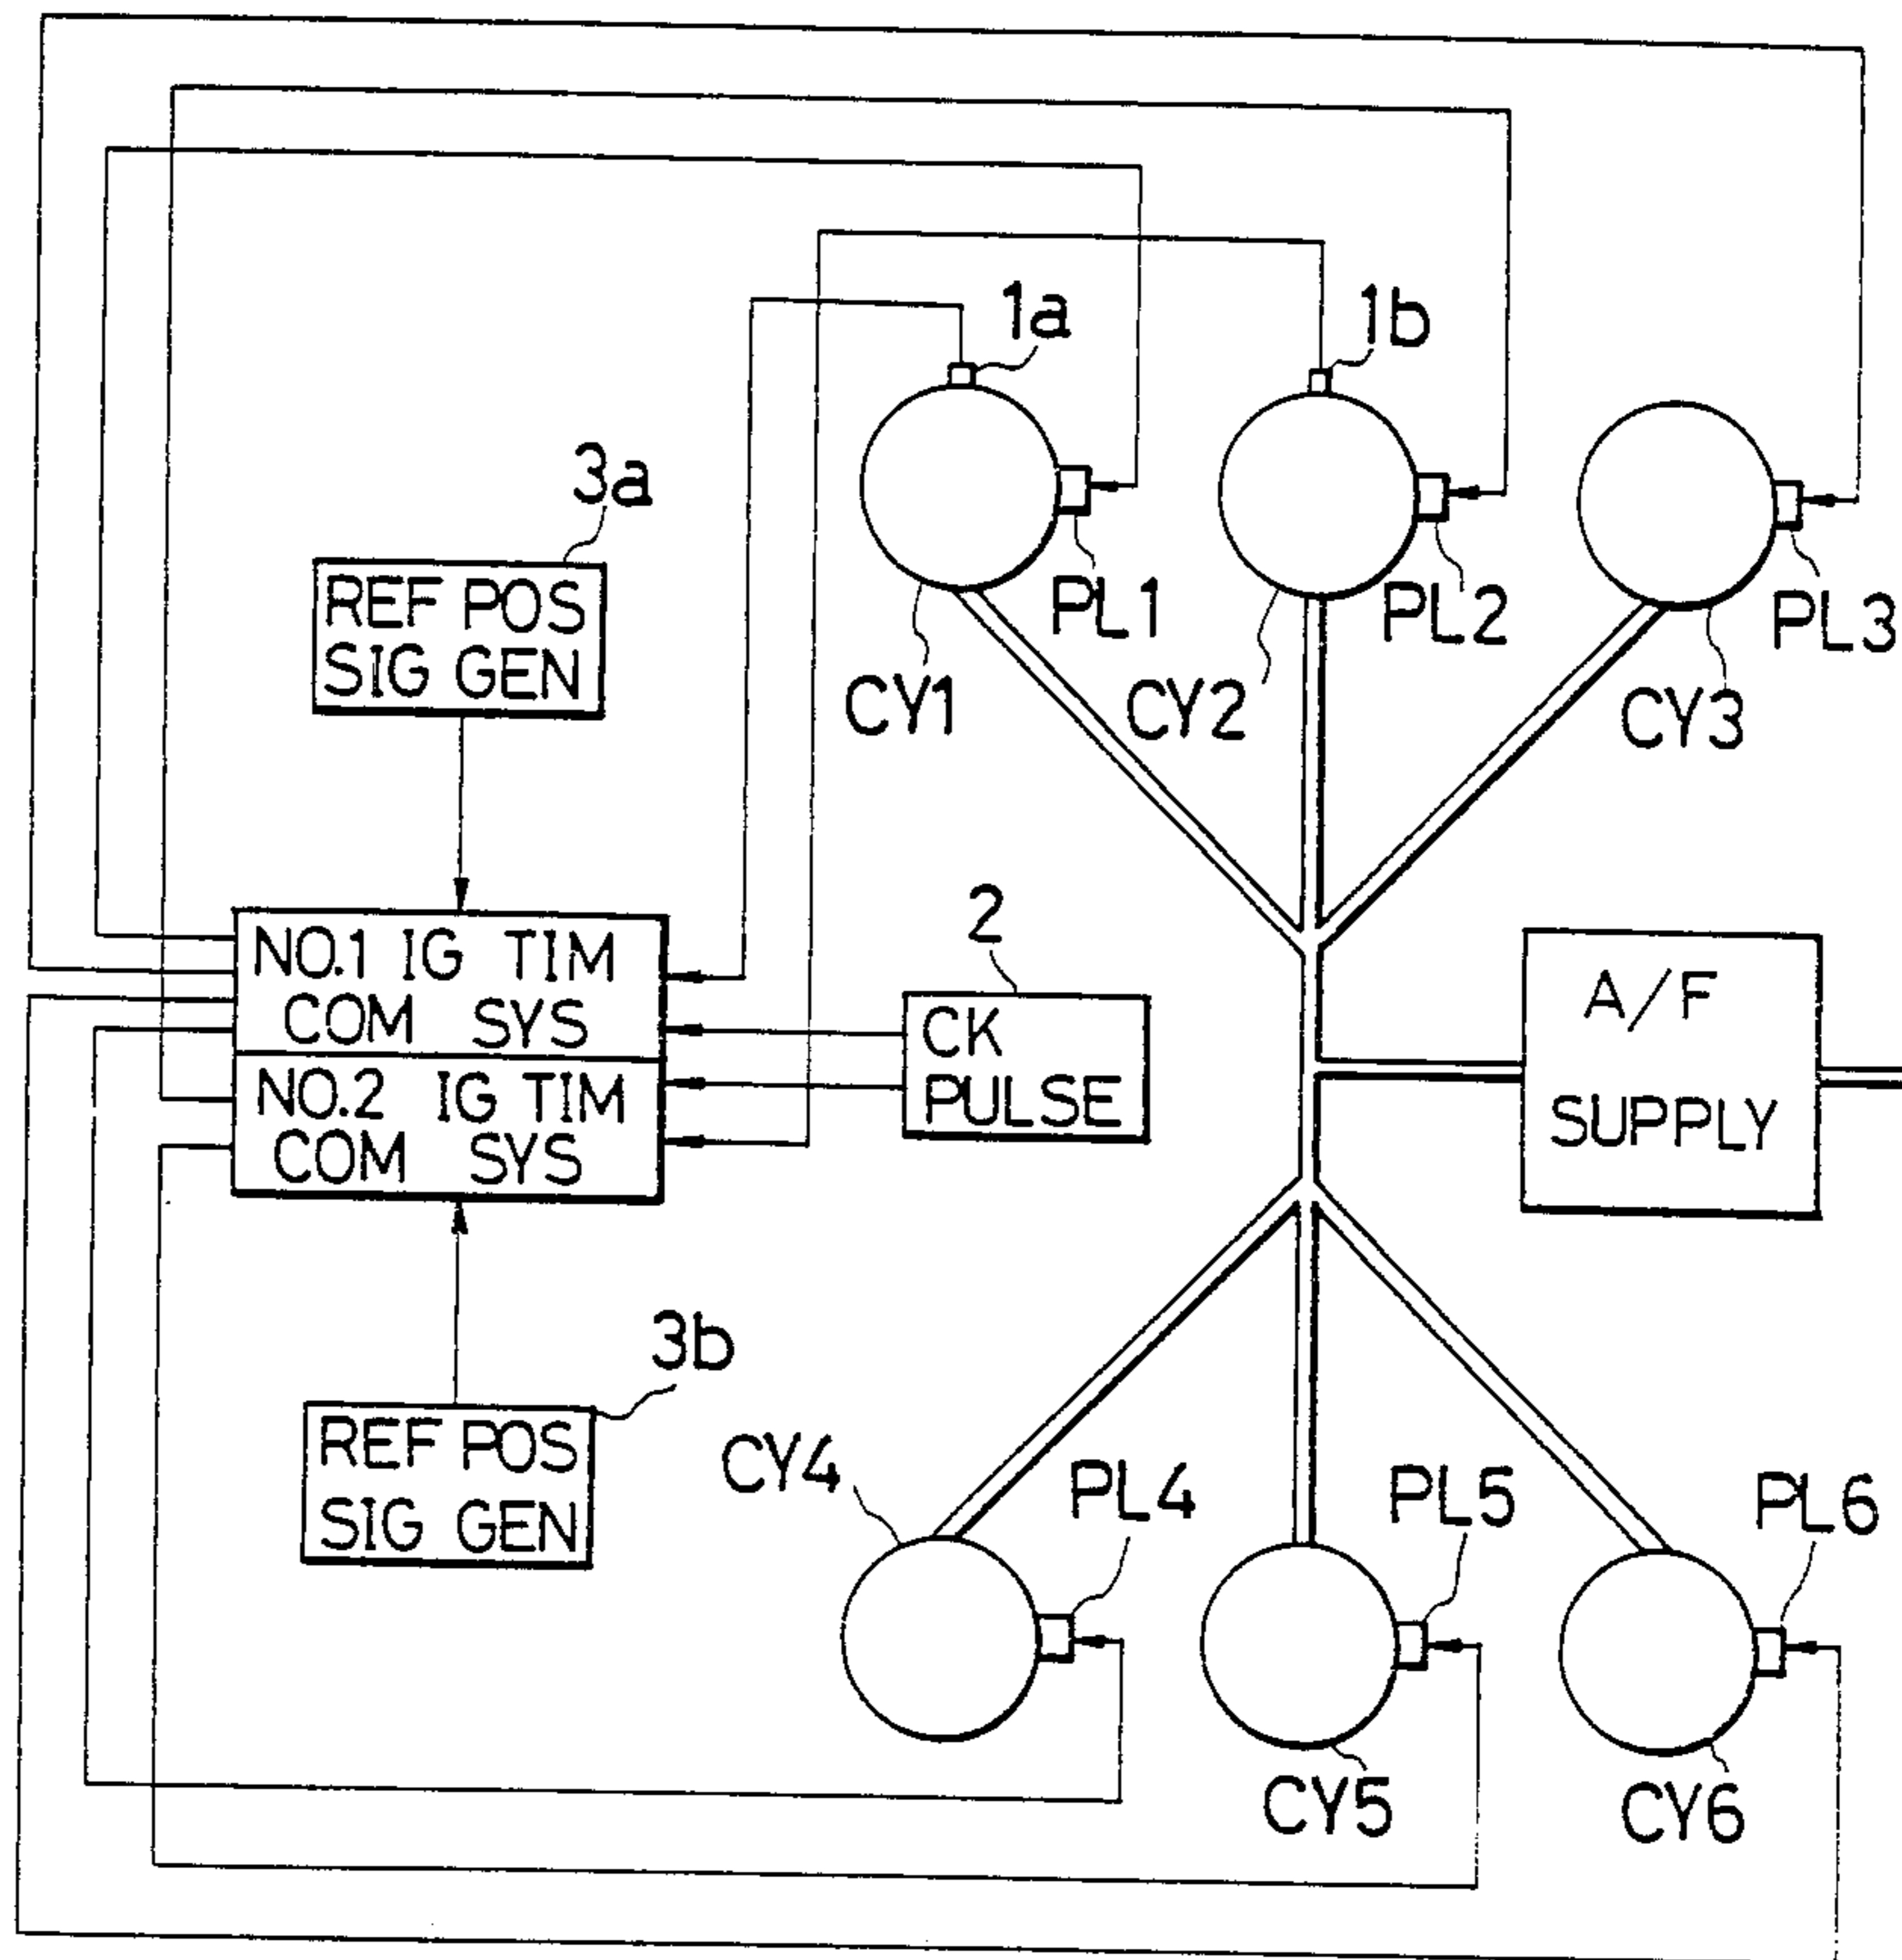 1a
1b
3a
REF POS
SIG GEN
PL1
PL2
PL3
CY1
CY2
CY3
2
NO.1 IG TIM
COM SYS
CK
PULSE
A/F
SUPPLY
NO.2 IG TIM
COM SYS
3b
REF POS
SIG GEN
CY4
PL4
PL5
PL6
CY5
CY6